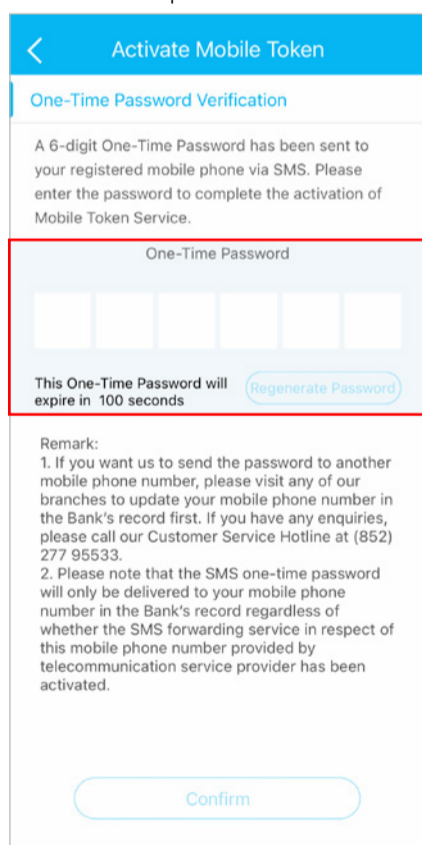 Activate Mobile Token
One-Time Password Verification
A 6-digit One-Time Password has been sent to
your registered mobile phone via SMS. Please
enter the password to complete the activation of
Mobile Token Service.
One-Time Password
This One-Time Password will
expire in 100 seconds
Regenerate Password
Remark:
1. If you want us to send the password to another
mobile phone number, please visit any of our
branches to update your mobile phone number in
the Bank's record first. If you have any enquiries,
please call our Customer Service Hotline at (852)
277 95533.
2. Please note that the SMS one-time password
will only be delivered to your mobile phone
number in the Bank's record regardless of
whether the SMS forwarding service in respect of
this mobile phone number provided by
telecommunication service provider has been
activated.
Confirm